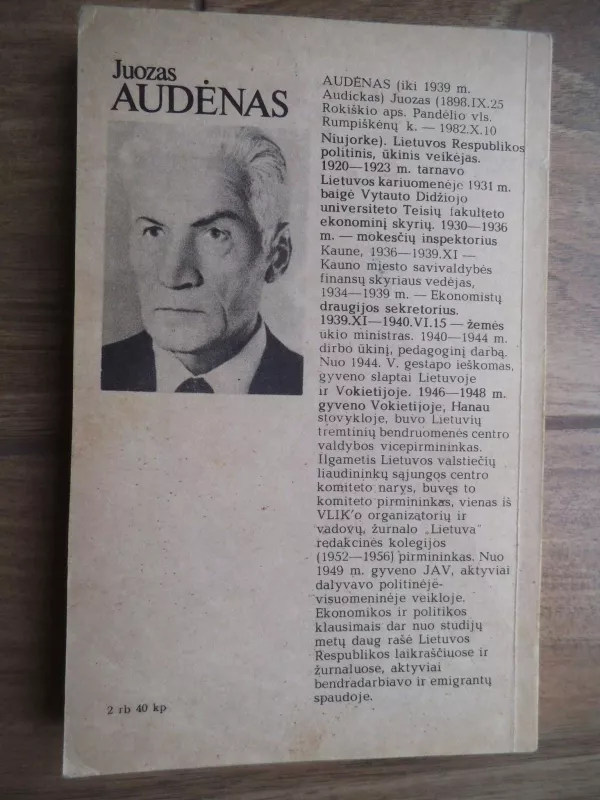 Juozas
AUDĖNAS
AUDĖNAS (iki 1939 m.
Audickas) Juozas (1898.IX.25
Rokiškio aps. Pandėlio vls.
Rumpiškėnų k. — 1982.X.10
Niujorke). Lietuvos Respublikos
politinis, ūkinis veikėjas.
1920—1923 m. tarnavo
Lietuvos kariuomenėje 1931 m.
baigė Vytauto Didžiojo
universiteto Teisių fakulteto
ekonominį skyrių. 1930—1936
m. — mokesčių inspektorius
Kaune, 1936—1939.XI —
Kauno miesto savivaldybės
finansų skyriaus vedėjas,
1934—1939 m. — Ekonomistų
draugijos sekretorius.
1939.XI—1940.VI.15 — žemės
ūkio ministras. 1940—1944 m.
dirbo ūkinį, pedagoginį darbą.
Nuo 1944. V. gestapo ieškomas,
gyveno slaptai Lietuvoje
ir Vokietijoje. 1946—1948 m.
gyveno Vokietijoje, Hanau
stovykloje, buvo Lietuvių
tremtinių bendruomenės centro
valdybos vicepirmininkas.
Ilgametis Lietuvos valstiečių
liaudininkų sąjungos centro
komiteto narys, buvęs to
komiteto pirmininkas, vienas iš
VLIK'o organizatorių ir
vadovų, žurnalo „Lietuva"
redakcinės kolegijos
(1952—1956) pirmininkas. Nuo
1949 m. gyveno JAV, aktyviai
dalyvavo politinėje-
visuomeninėje veikloje.
Ekonomikos ir politikos
klausimais dar nuo studijų
metų daug rašė Lietuvos
Respublikos laikraščiuose ir
žurnaluose, aktyviai
bendradarbiavo ir emigrantų
spaudoje.
2 rb 40 kp